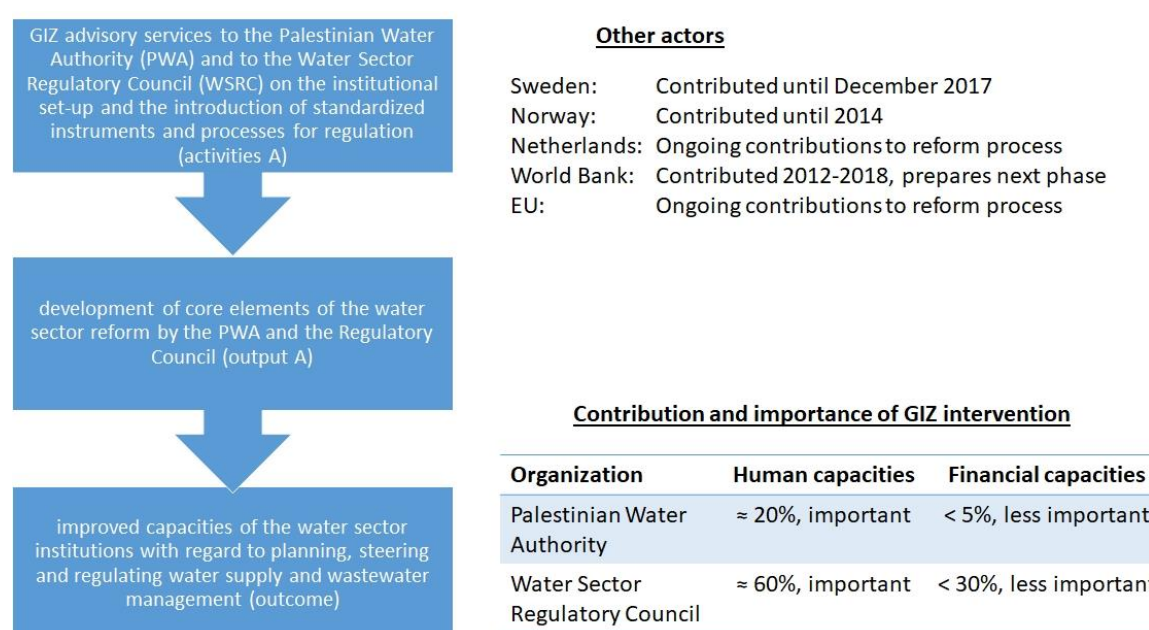 GIZ advisory services to the Palestinian Water
Authority (PWA) and to the Water Sector
Regulatory Council (WSRC) on the institutional
set-up and the introduction of standardized
instruments and processes for regulation
(activities A)
development of core elements of the water
sector reform by the PWA and the Regulatory
Council (output A)
improved capacities of the water sector
institutions with regard to planning, steering
and regulating water supply and wastewater
management (outcome)
Other actors
Sweden: Contributed until December 2017
Norway: Contributed until 2014
Netherlands: Ongoing contributions to reform process
World Bank: Contributed 2012-2018, prepares next phase
EU: Ongoing contributions to reform process
Contribution and importance of GIZ intervention
Organization Human capacities Financial capacities
Palestinian Water ≈ 20%, important < 5%, less important
Authority
Water Sector ≈ 60%, important < 30%, less important
Regulatory Council